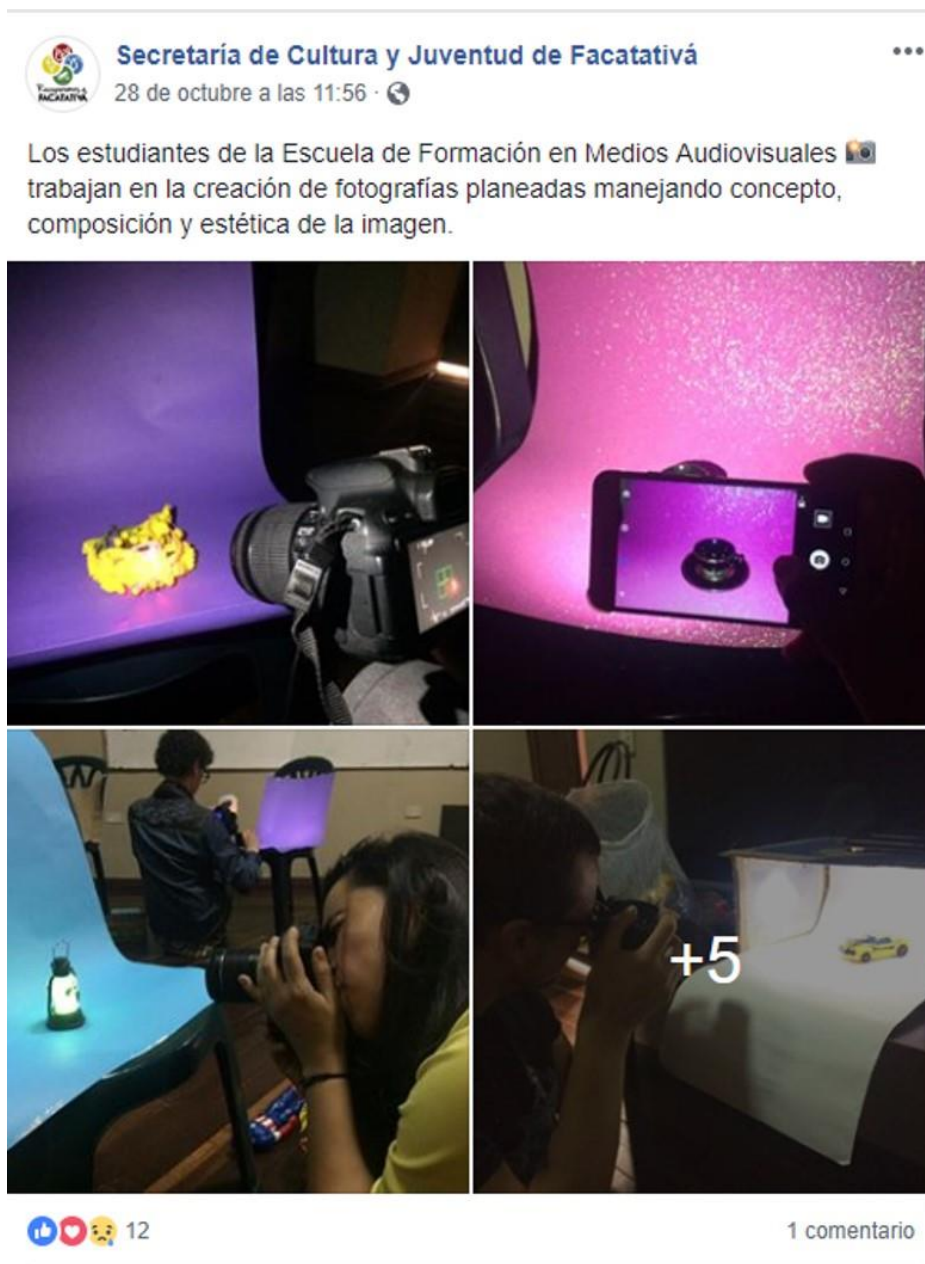 Secretaría de Cultura y Juventud de Facatativá
28 de octubre a las 11:56 ·
Los estudiantes de la Escuela de Formación en Medios Audiovisuales 📸
trabajan en la creación de fotografías planeadas manejando concepto,
composición y estética de la imagen.
+5
12
1 comentario